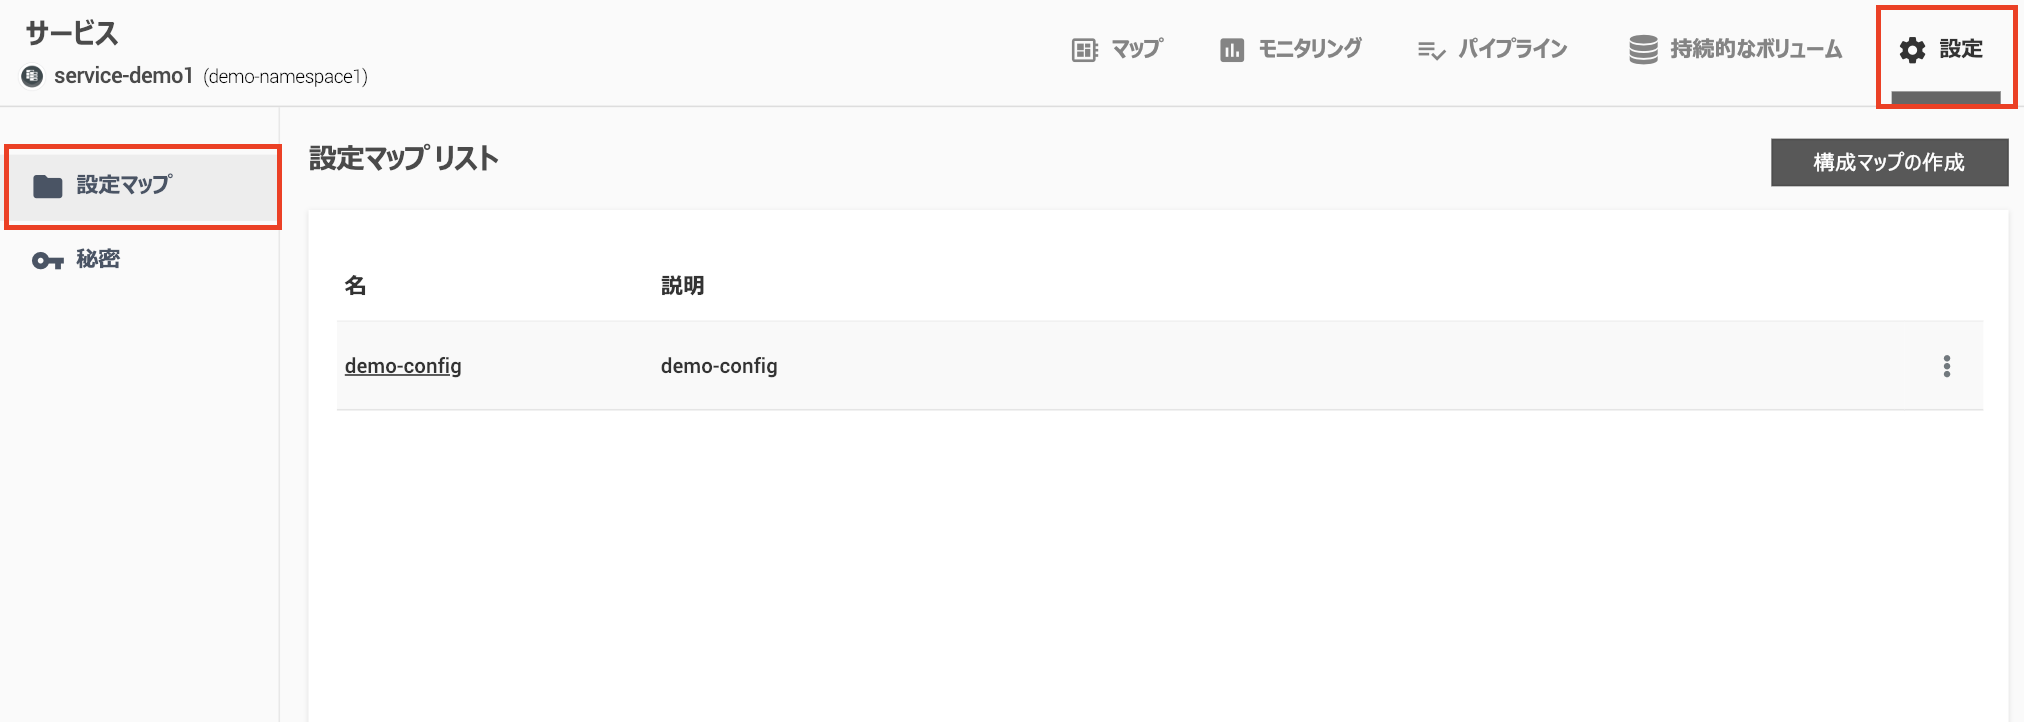 サービス
service-demo1 (demo-namespace1)
マップ
モニタリング
パイプライン
持続的なボリューム
設定
設定マップ
秘密
設定マップ リスト
構成マップの作成
名 説明
demo-config demo-config